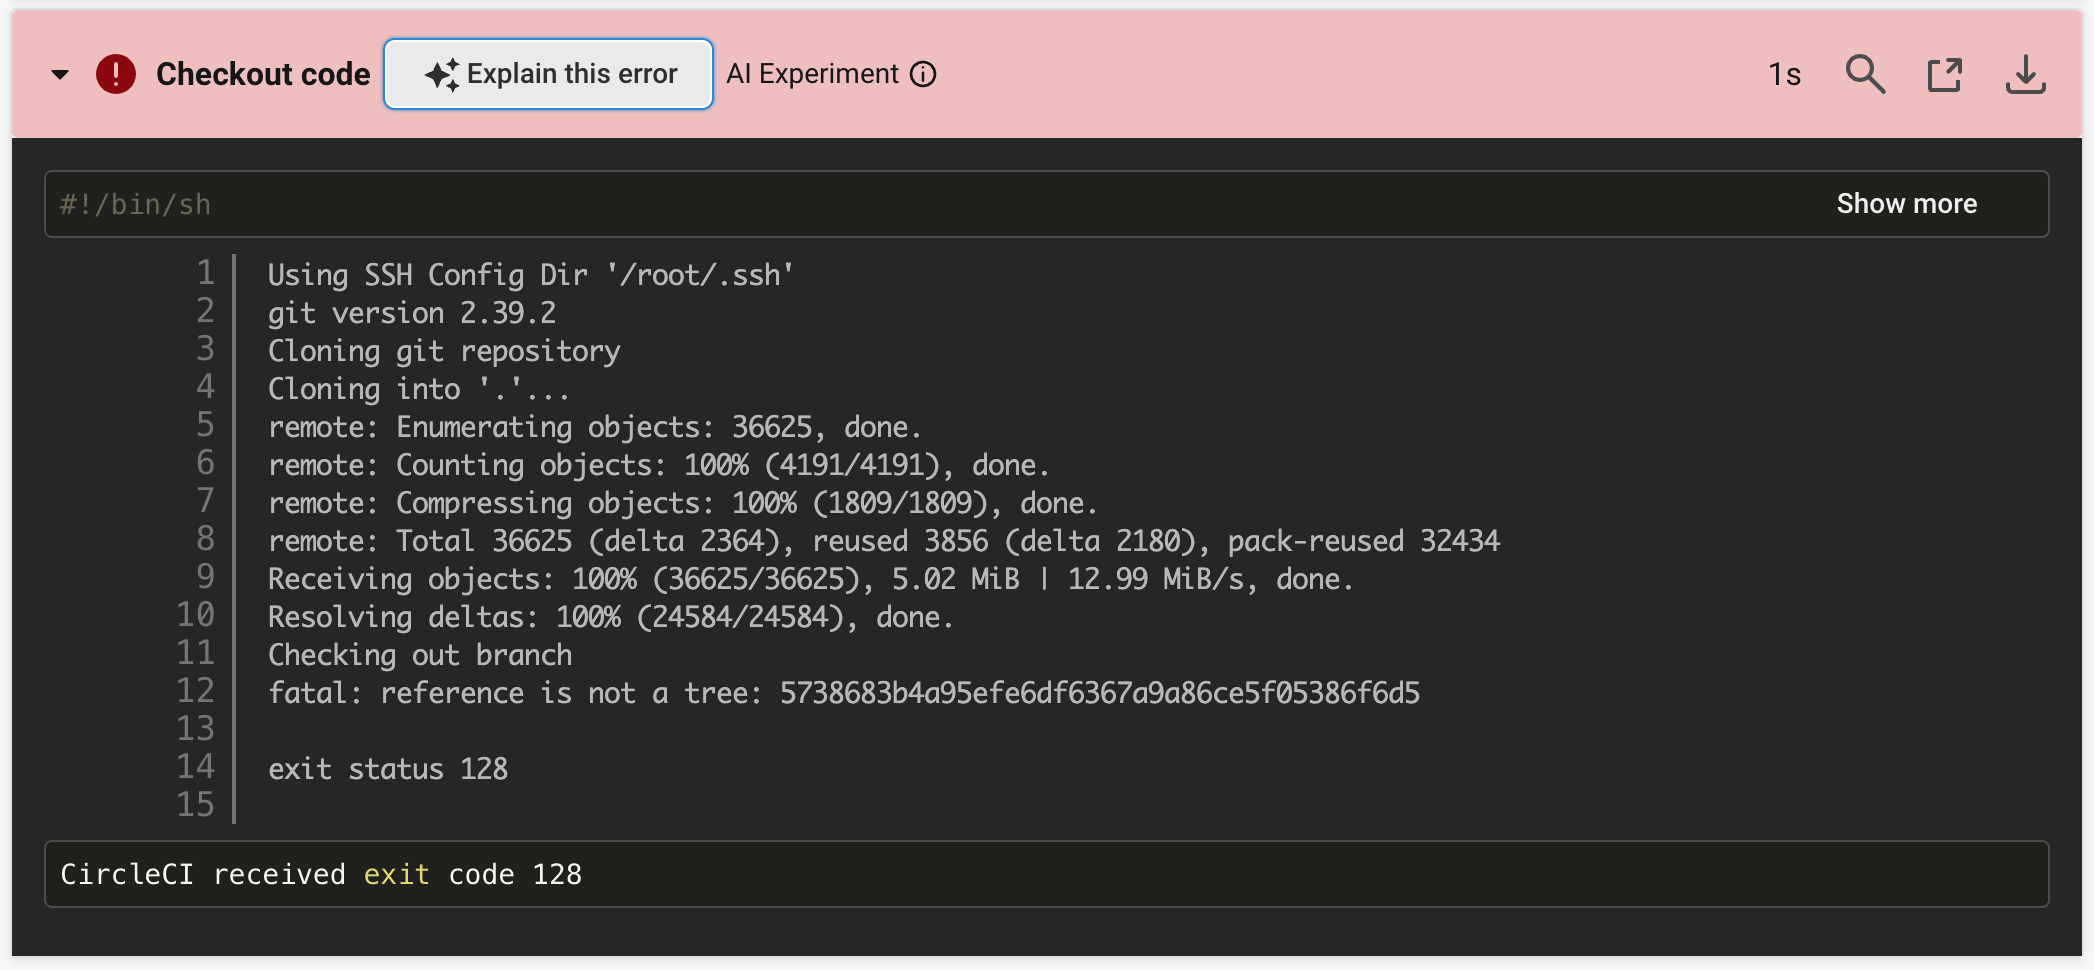 Checkout code Explain this error AI Experiment 1s
#!/bin/sh Show more
1 Using SSH Config Dir '/root/.ssh'
2 git version 2.39.2
3 Cloning git repository
4 Cloning into '.'...
5 remote: Enumerating objects: 36625, done.
6 remote: Counting objects: 100% (4191/4191), done.
7 remote: Compressing objects: 100% (1809/1809), done.
8 remote: Total 36625 (delta 2364), reused 3856 (delta 2180), pack-reused 32434
9 Receiving objects: 100% (36625/36625), 5.02 MiB | 12.99 MiB/s, done.
10 Resolving deltas: 100% (24584/24584), done.
11 Checking out branch
12 fatal: reference is not a tree: 5738683b4a95efe6df6367a9a86ce5f05386f6d5
13
14 exit status 128
15
CircleCI received exit code 128